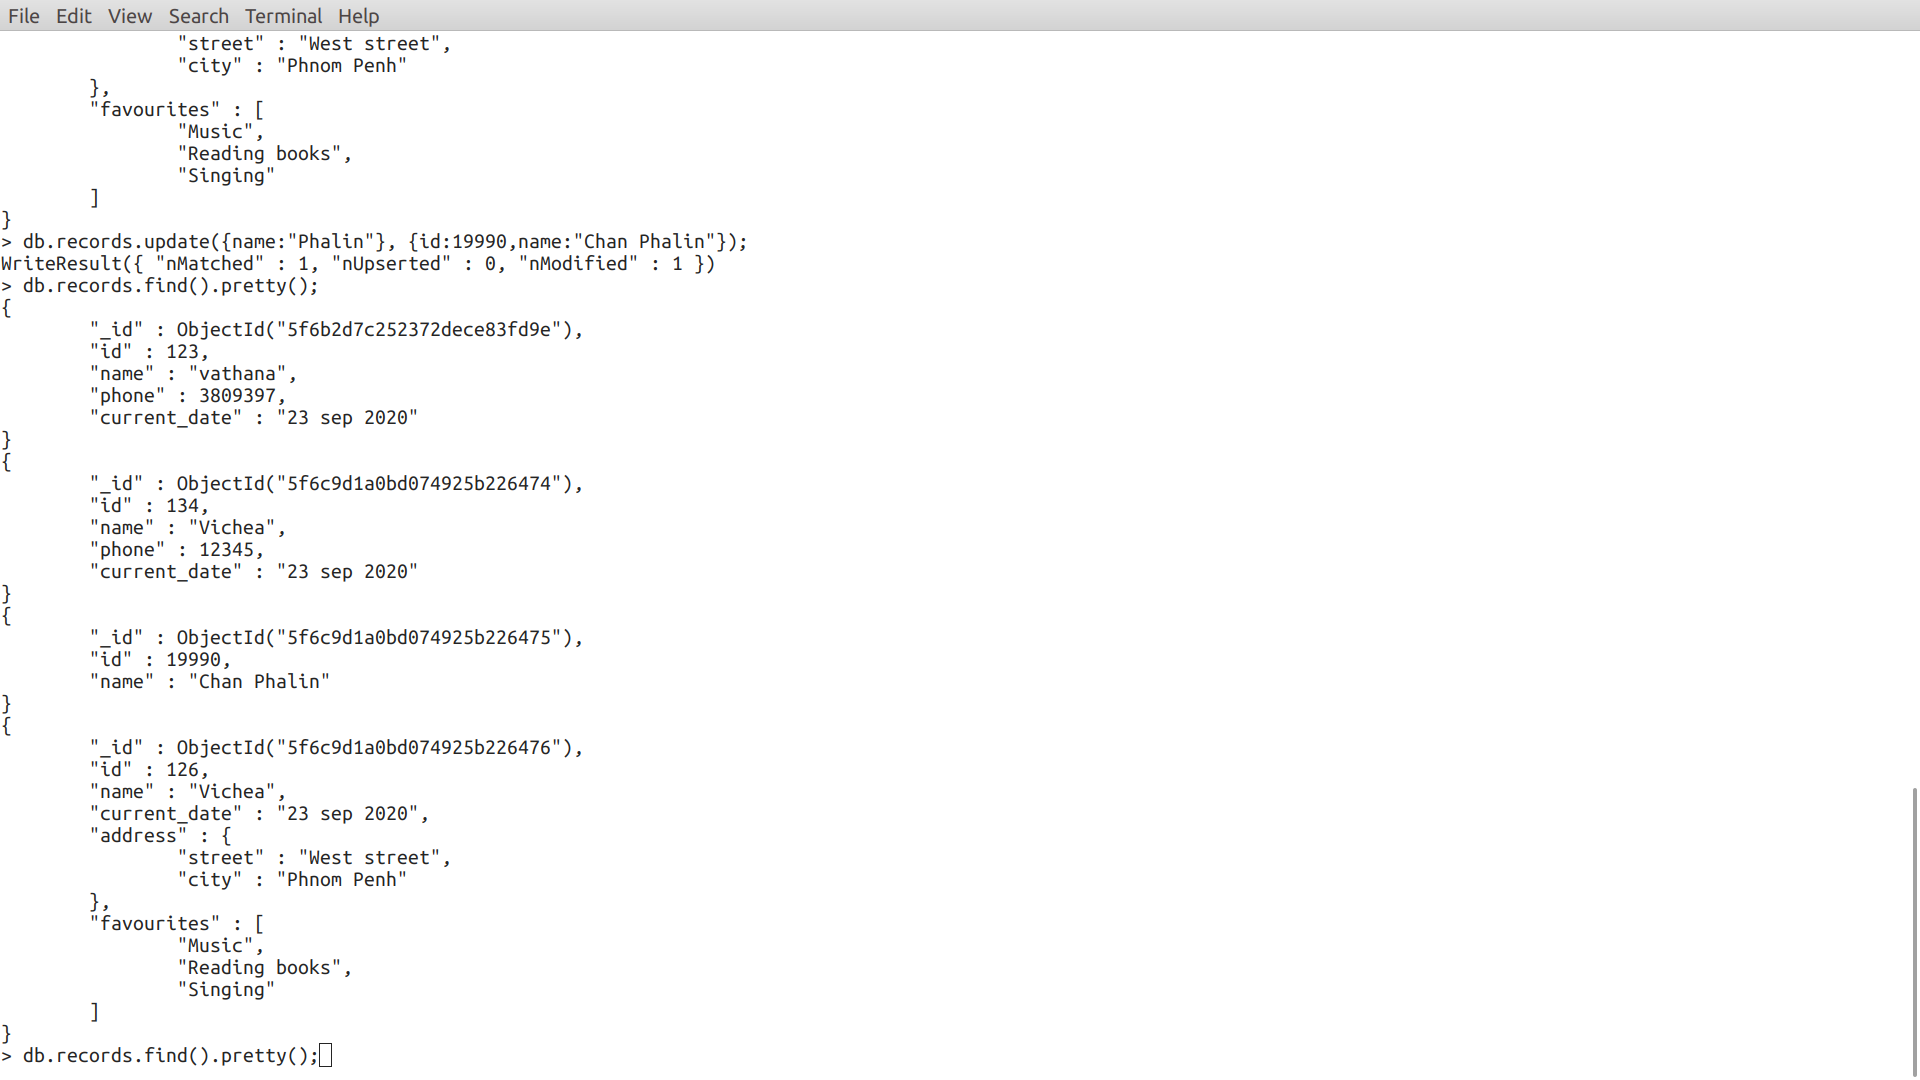 File Edit View Search Terminal Help
                "street" : "West street",
                "city" : "Phnom Penh"
        },
        "favourites" : [
                "Music",
                "Reading books",
                "Singing"
        ]
}
> db.records.update({name:"Phalin"}, {id:19990,name:"Chan Phalin"});
WriteResult({ "nMatched" : 1, "nUpserted" : 0, "nModified" : 1 })
> db.records.find().pretty();
{
        "_id" : ObjectId("5f6b2d7c252372dece83fd9e"),
        "id" : 123,
        "name" : "vathana",
        "phone" : 3809397,
        "current_date" : "23 sep 2020"
}
{
        "_id" : ObjectId("5f6c9d1a0bd074925b226474"),
        "id" : 134,
        "name" : "Vichea",
        "phone" : 12345,
        "current_date" : "23 sep 2020"
}
{
        "_id" : ObjectId("5f6c9d1a0bd074925b226475"),
        "id" : 19990,
        "name" : "Chan Phalin"
}
{
        "_id" : ObjectId("5f6c9d1a0bd074925b226476"),
        "id" : 126,
        "name" : "Vichea",
        "current_date" : "23 sep 2020",
        "address" : {
                "street" : "West street",
                "city" : "Phnom Penh"
        },
        "favourites" : [
                "Music",
                "Reading books",
                "Singing"
        ]
}
> db.records.find().pretty();